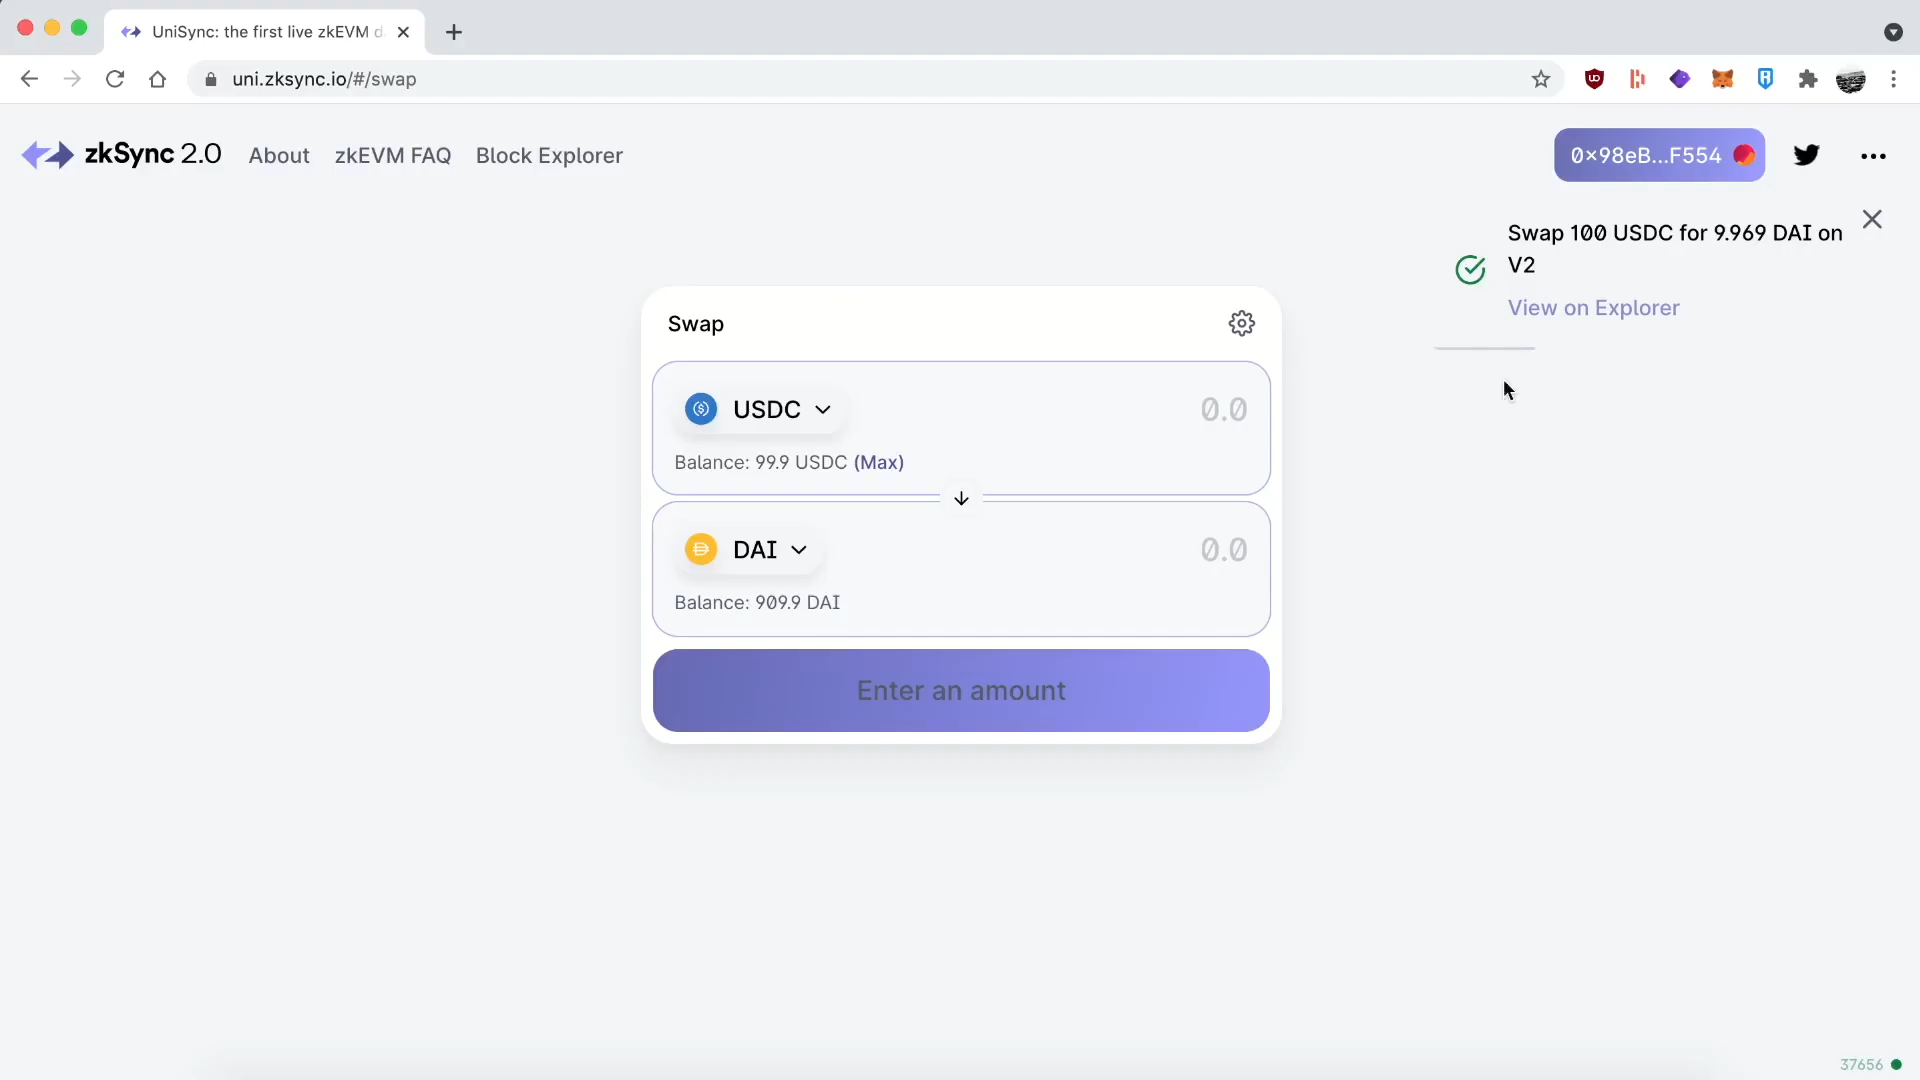 UniSync: the first live zkEVM d
uni.zksync.io/#/swap
zkSync 2.0
About
zkEVM FAQ
Block Explorer
0x98eB...F554
Swap 100 USDC for 9.969 DAI on
V2
View on Explorer
Swap
USDC
0.0
Balance: 99.9 USDC (Max)
DAI
0.0
Balance: 909.9 DAI
Enter an amount
37656